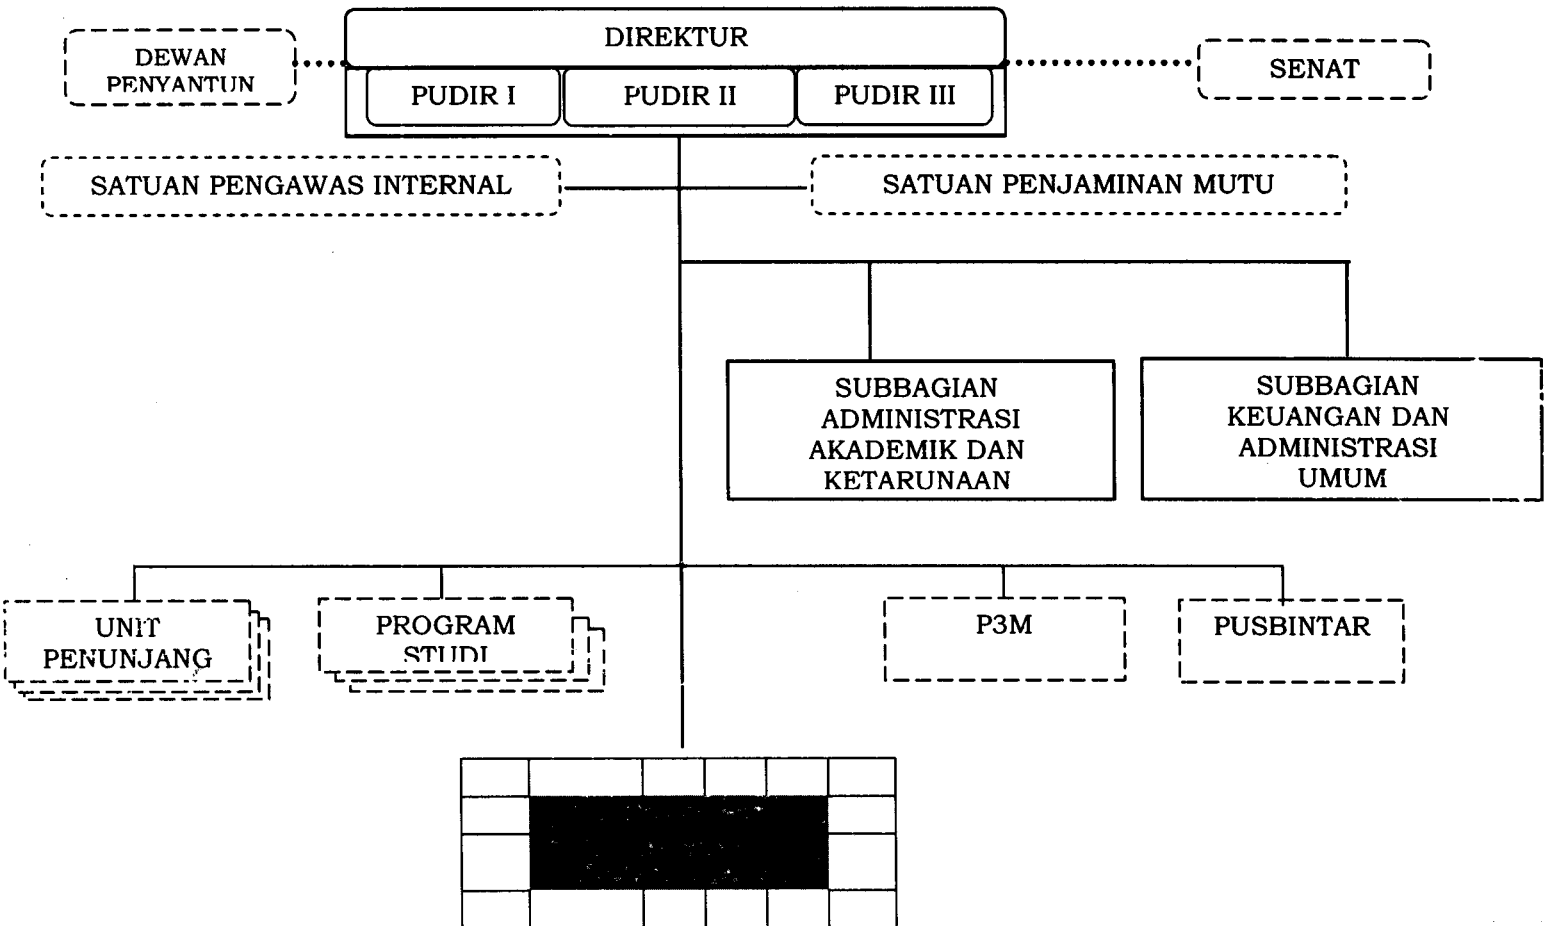 DIREKTUR
DEWAN
PENYANTUN
SENAT
PUDIR I
PUDIR II
PUDIR III
SATUAN PENGAWAS INTERNAL
SATUAN PENJAMINAN MUTU
SUBBAGIAN
ADMINISTRASI
AKADEMIK DAN
KETARUNAAN
SUBBAGIAN
KEUANGAN DAN
ADMINISTRASI
UMUM
UNIT
PENUNJANG
PROGRAM
STUDI
P3M
PUSBINTAR